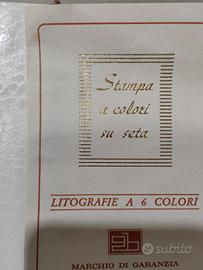 Stampa
a colori
su seta
LITOGRAFIE A 6 COLORI
MARCHIO DI GARANZIA
subito